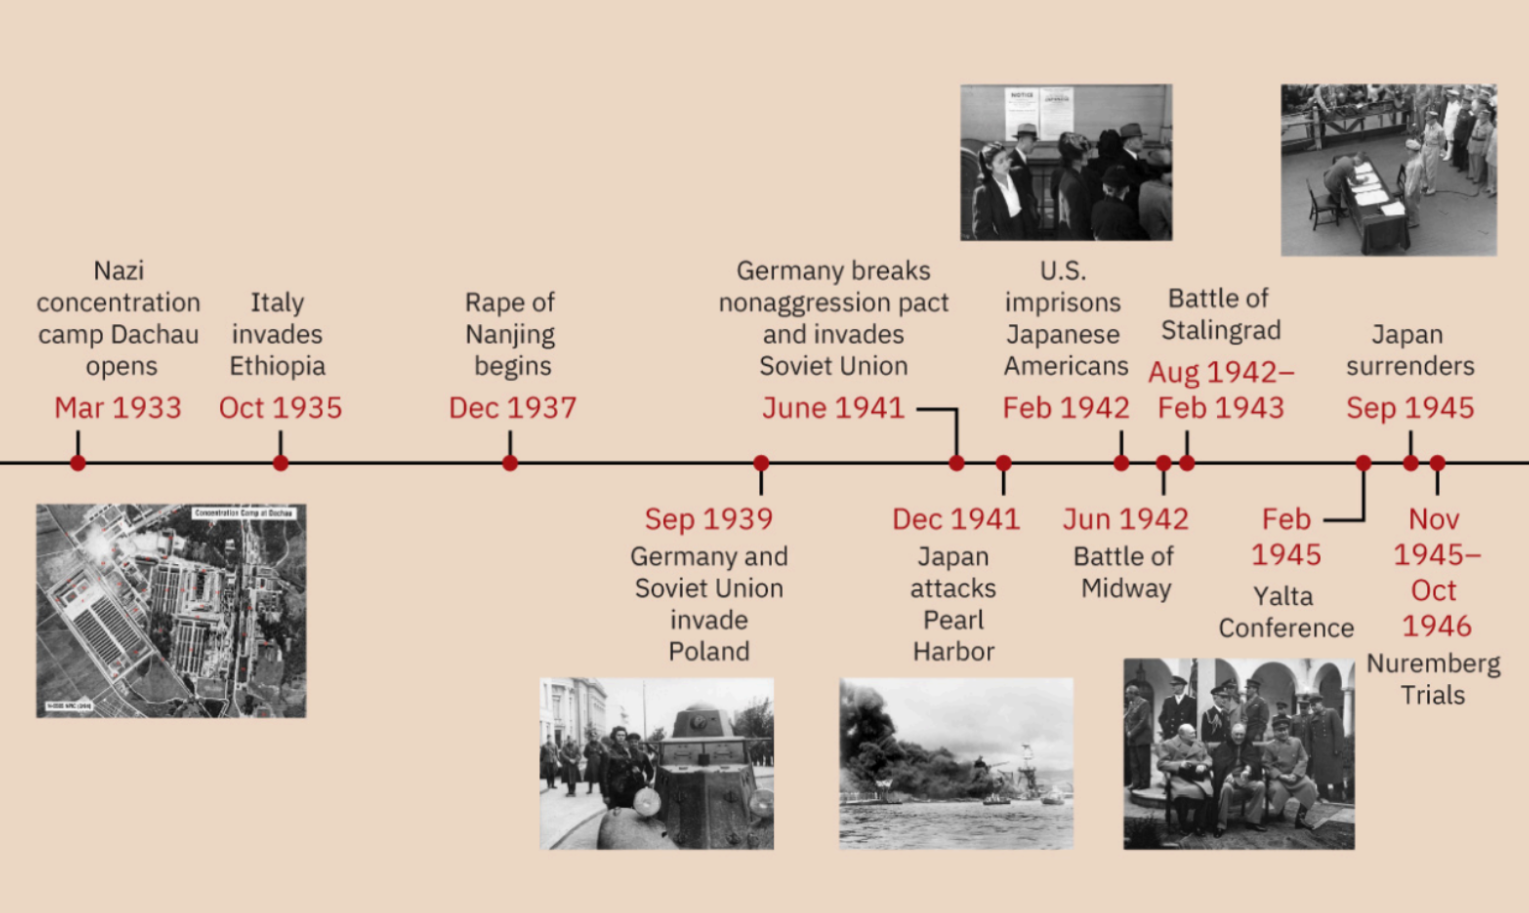 Nazi
concentration
camp Dachau
opens
Mar 1933
Italy
invades
Ethiopia
Oct 1935
Rape of
Nanjing
begins
Dec 1937
Germany breaks
nonaggression pact
and invades
Soviet Union
June 1941
NOTICE
U.S.
imprisons
Japanese
Americans
Feb 1942
Battle of
Stalingrad
Aug 1942–
Feb 1943
Japan
surrenders
Sep 1945
Concentration Camp at Dachau
Sep 1939
Germany and
Soviet Union
invade
Poland
Dec 1941
Japan
attacks
Pearl
Harbor
Jun 1942
Battle of
Midway
Feb
1945
Yalta
Conference
Nov
1945–
Oct
1946
Nuremberg
Trials